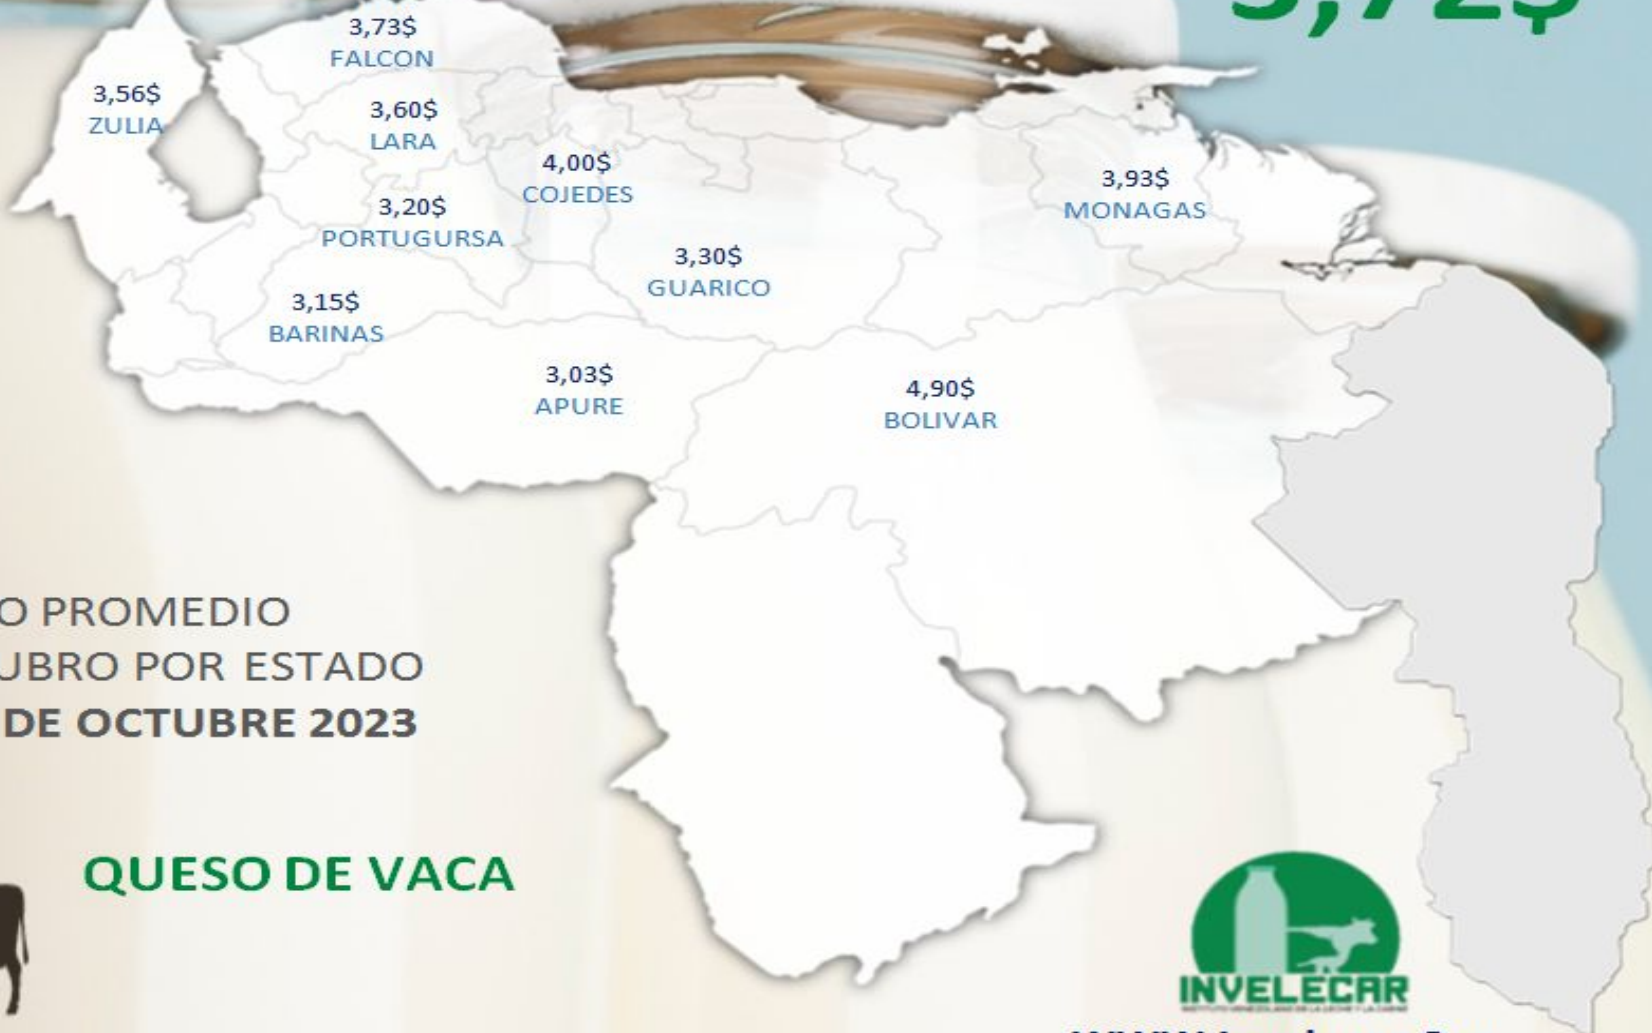 3,72$
3,73$
FALCON
3,56$
ZULIA
3,60$
LARA
4,00$
COJEDES
3,93$
MONAGAS
3,20$
PORTUGURSA
3,30$
GUARICO
3,15$
BARINAS
3,03$
APURE
4,90$
BOLIVAR
O PROMEDIO
UBRO POR ESTADO
DE OCTUBRE 2023
QUESO DE VACA
INVELECAR